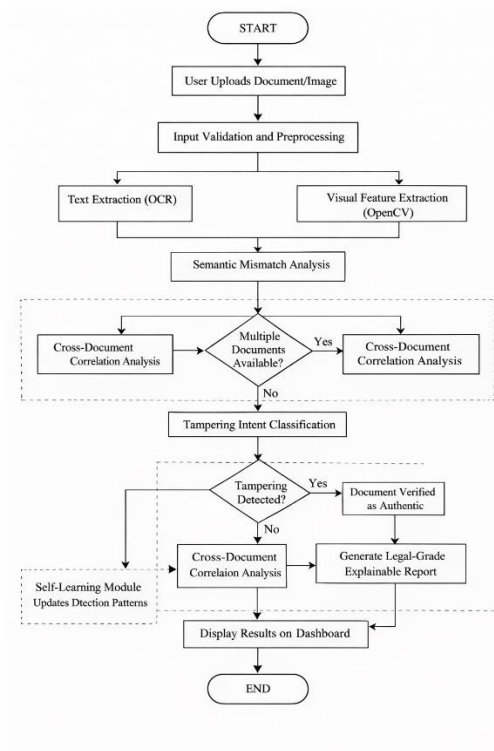 START
User Uploads Document/Image
Input Validation and Preprocessing
Text Extraction (OCR)
Visual Feature Extraction
(OpenCV)
Semantic Mismatch Analysis
Cross-Document
Correlation Analysis
Multiple
Documents
Available?
Yes
Cross-Document
Correlation Analysis
No
Tampering Intent Classification
Tampering
Detected?
Yes
Document Verified
as Authentic
No
Cross-Document
Correlaion Analysis
Generate Legal-Grade
Explainable Report
Self-Learning Module
Updates Dtection Patterns
Display Results on Dashboard
END